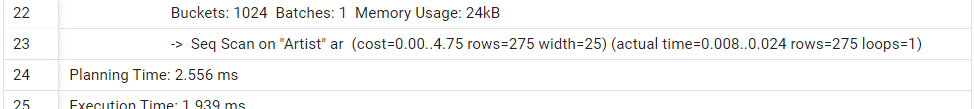 22 Buckets: 1024 Batches: 1 Memory Usage: 24kB
23 -> Seq Scan on "Artist" ar (cost=0.00..4.75 rows=275 width=25) (actual time=0.008..0.024 rows=275 loops=1)
24 Planning Time: 2.556 ms
25 Execution Time: 1.939 ms